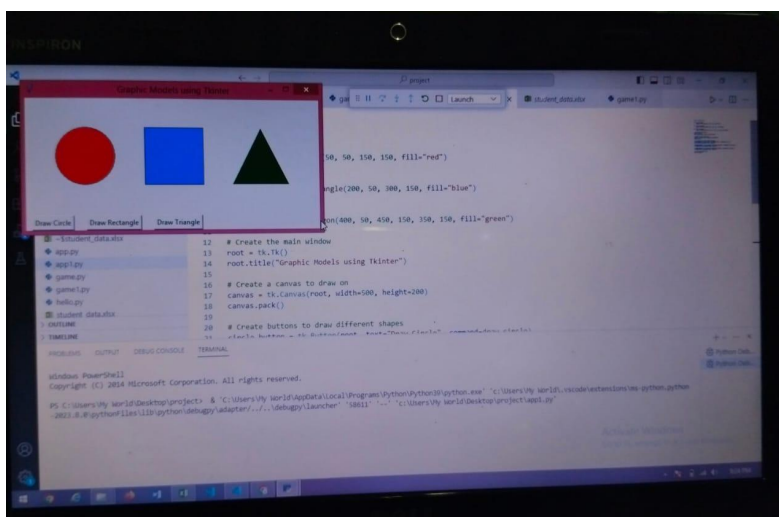 INSPIRON
project
Graphic Models using Tkinter
Launch
student_data.xlsx
game1.py
50, 50, 150, 150, fill="red")
angle(200, 50, 300, 150, fill="blue")
on(400, 50, 450, 150, 350, 150, fill="green")
Draw Circle Draw Rectangle Draw Triangle
~$student_data.xlsx
app.py
app1.py
game.py
game1.py
hello.py
student_data.xlsx
OUTLINE
TIMELINE
12 # Create the main window
13 root = tk.Tk()
14 root.title("Graphic Models using Tkinter")
15
16 # Create a canvas to draw on
17 canvas = tk.Canvas(root, width=500, height=200)
18 canvas.pack()
19
20 # Create buttons to draw different shapes
PROBLEMS OUTPUT DEBUG CONSOLE TERMINAL
Windows PowerShell
Copyright (C) 2014 Microsoft Corporation. All rights reserved.
PS C:\Users\My World\Desktop\project> & 'C:\Users\My World\AppData\Local\Programs\Python\Python38\python.exe' 'c:\Users\My World\.vscode\extensions\ms-python.python
\pythonFiles\lib\python\debugpy\adapter/../..\debugpy\launcher' '50011' '--' 'c:\Users\My World\Desktop\project\app1.py'
Python Deb...
Python Deb...
Activate Windows